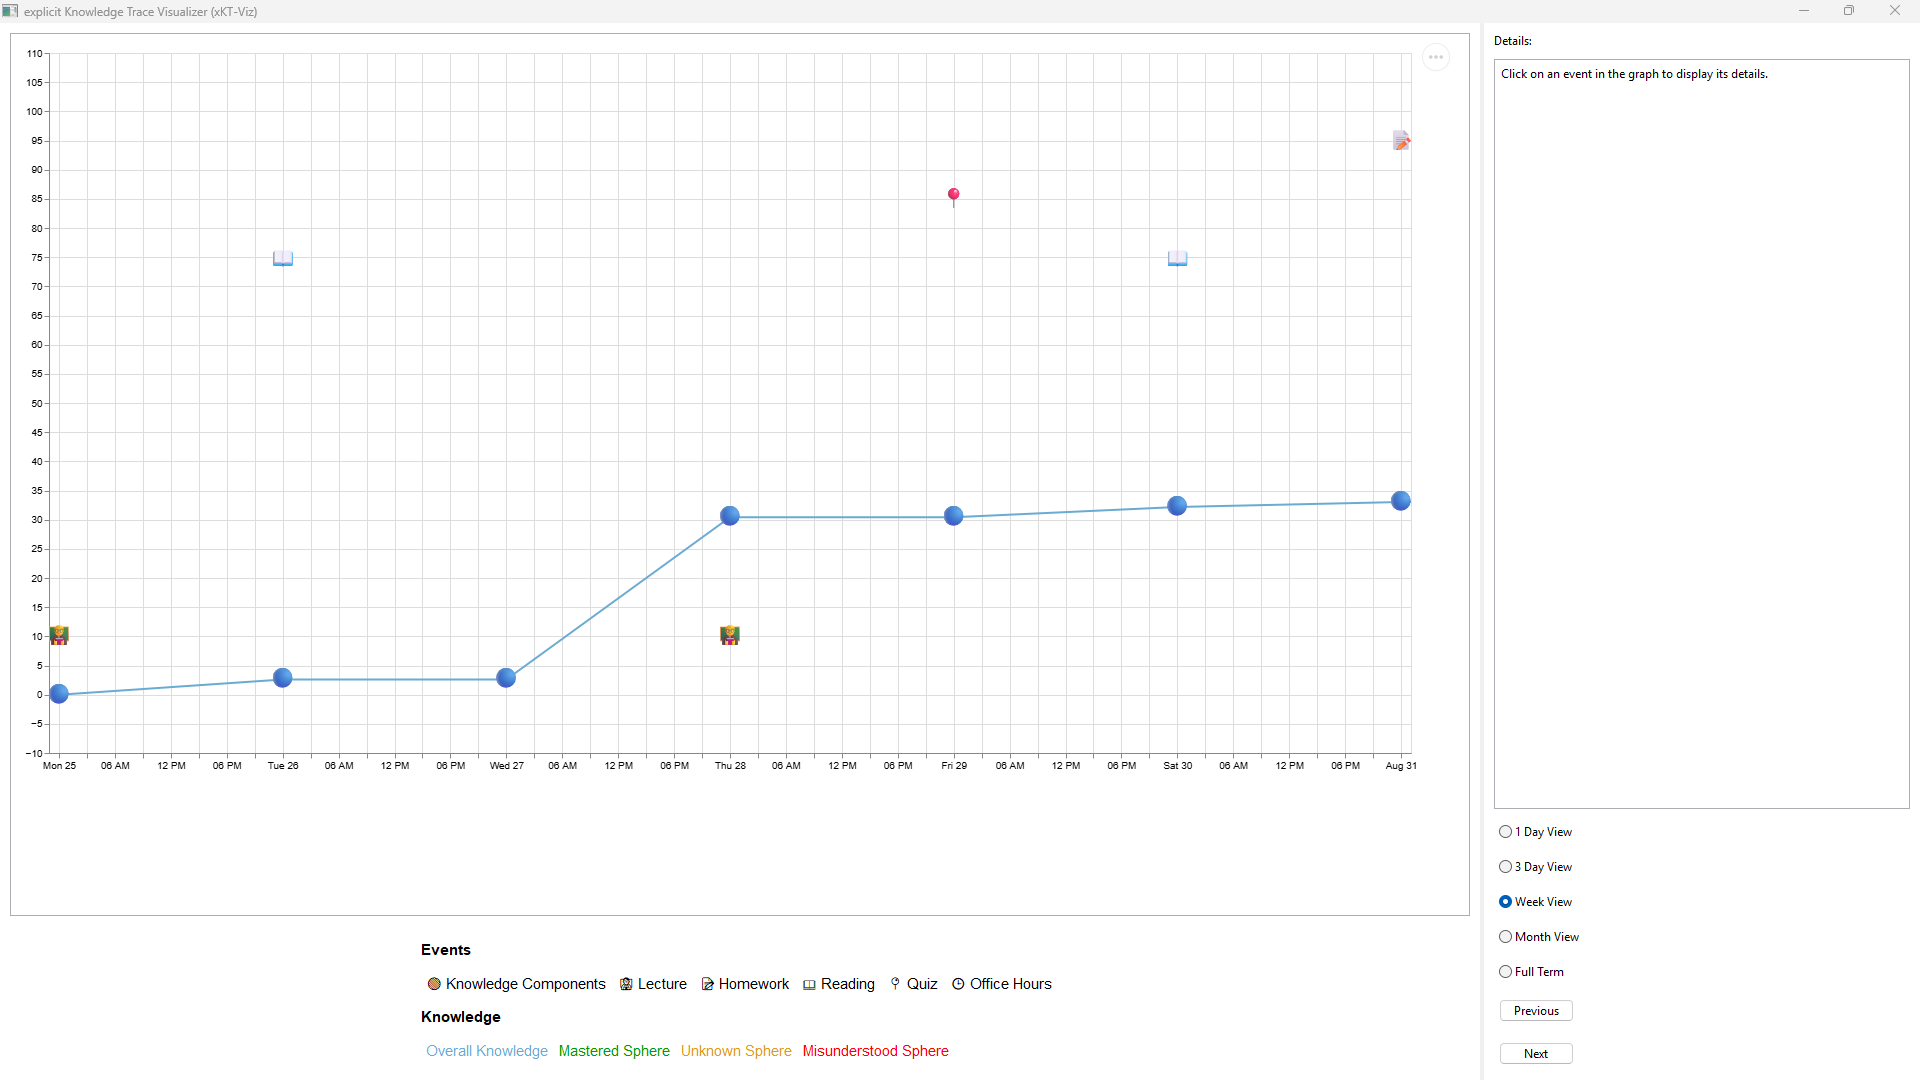 explicit Knowledge Trace Visualizer (xKT-Viz)
110
105
100
95
90
85
80
75
70
65
60
55
50
45
40
35
30
25
20
15
10
5
0
−5
−10
Mon 25 06 AM 12 PM 06 PM Tue 26 06 AM 12 PM 06 PM Wed 27 06 AM 12 PM 06 PM Thu 28 06 AM 12 PM 06 PM Fri 29 06 AM 12 PM 06 PM Sat 30 06 AM 12 PM 06 PM Aug 31
Events
Knowledge Components Lecture Homework Reading Quiz Office Hours
Knowledge
Overall Knowledge Mastered Sphere Unknown Sphere Misunderstood Sphere
Details:
Click on an event in the graph to display its details.
1 Day View
3 Day View
Week View
Month View
Full Term
Previous
Next